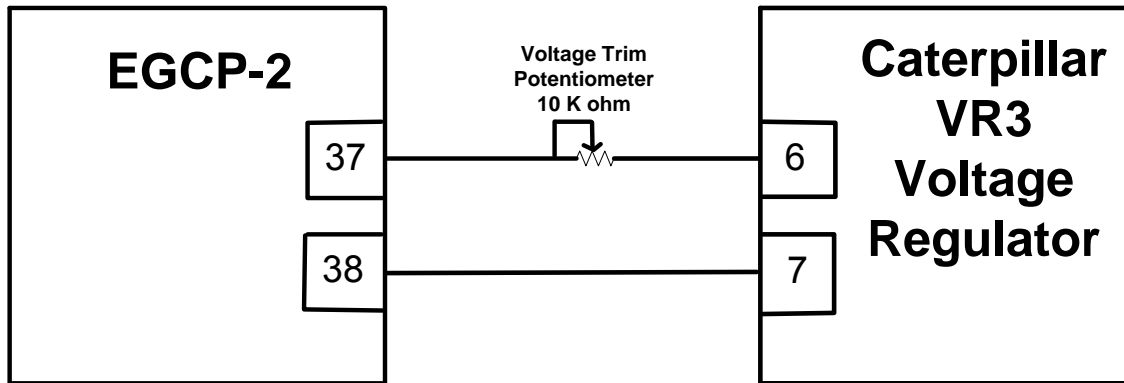 EGCP-2
Voltage Trim
Potentiometer
10 K ohm
Caterpillar
VR3
Voltage
Regulator
37
6
38
7